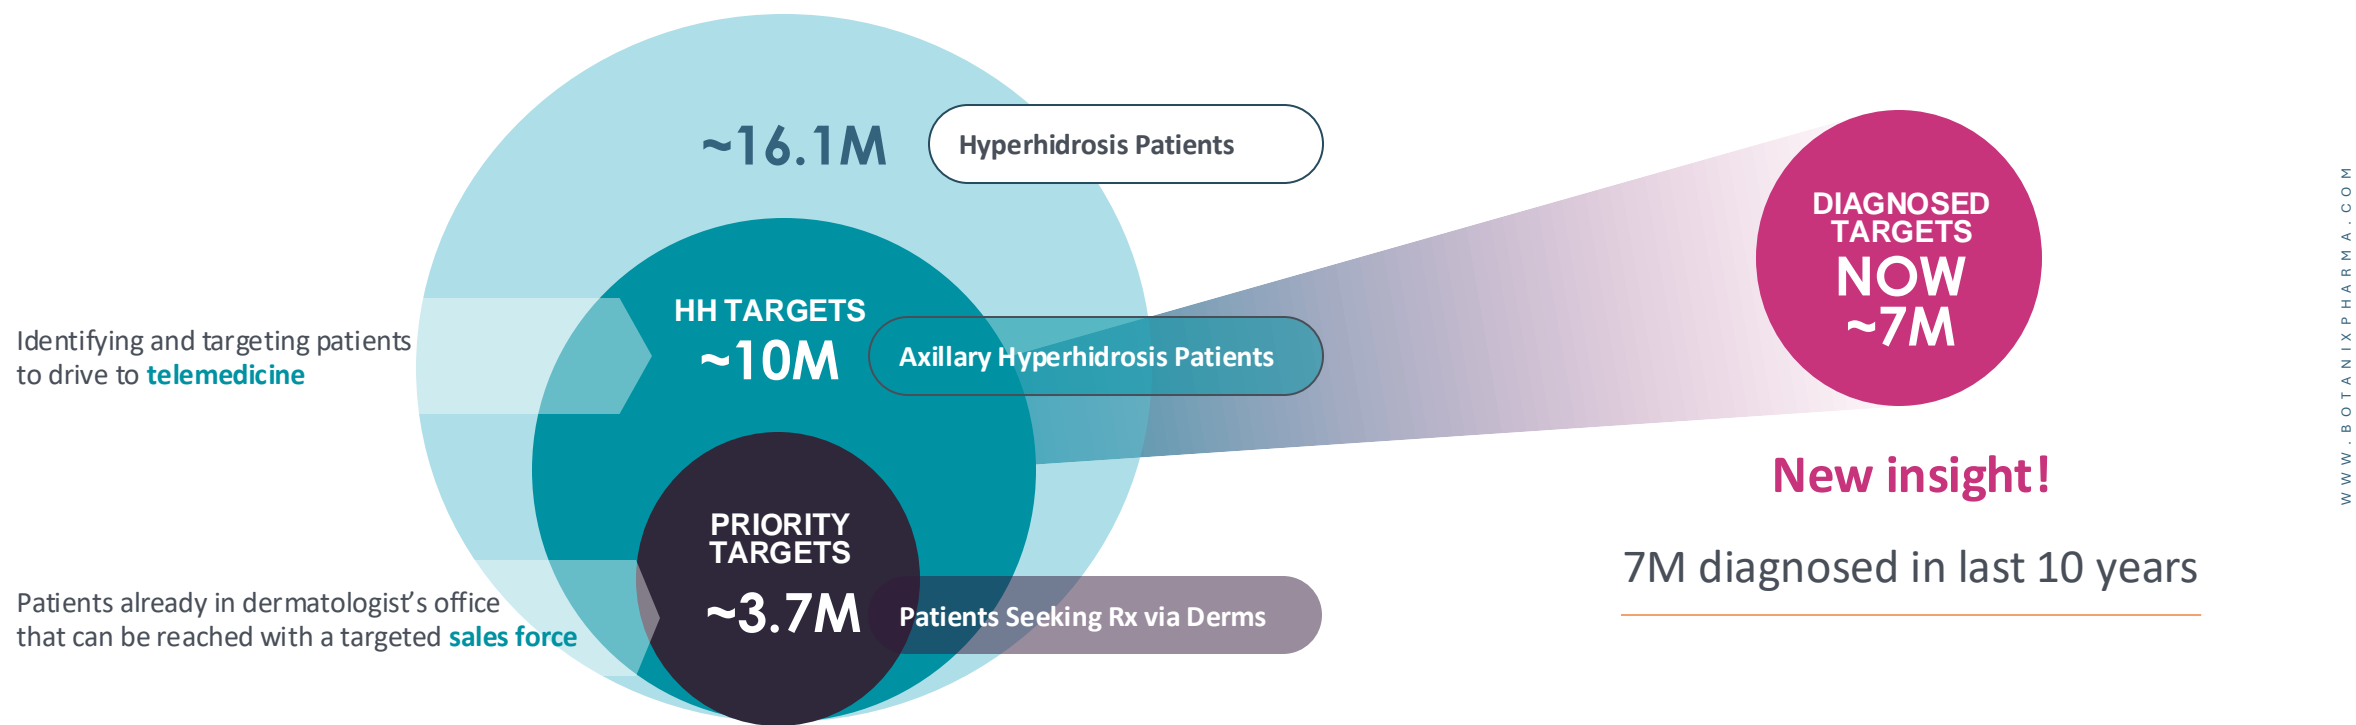 ~16.1M
Hyperhidrosis Patients
HH TARGETS
~10M
Axillary Hyperhidrosis Patients
Identifying and targeting patients
to drive to telemedicine
PRIORITY
TARGETS
~3.7M
Patients Seeking Rx via Derms
Patients already in dermatologist’s office
that can be reached with a targeted sales force
DIAGNOSED
TARGETS
NOW
~7M
New insight!
7M diagnosed in last 10 years
WWW.BOTANIXPHARMA.COM